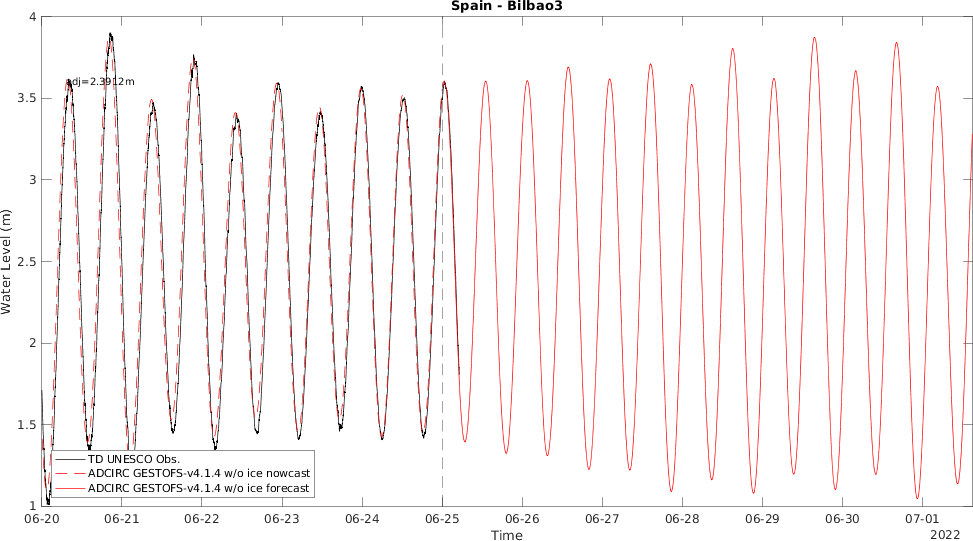 Spain - Bilbao3
4
dj=2.3912m
3.5
3
2.5
2
1.5
1
Water Level (m)
TD UNESCO Obs.
ADCIRC GESTOFS-v4.1.4 w/o ice nowcast
ADCIRC GESTOFS-v4.1.4 w/o ice forecast
06-20 06-21 06-22 06-23 06-24 06-25 06-26 06-27 06-28 06-29 06-30 07-01
Time
2022